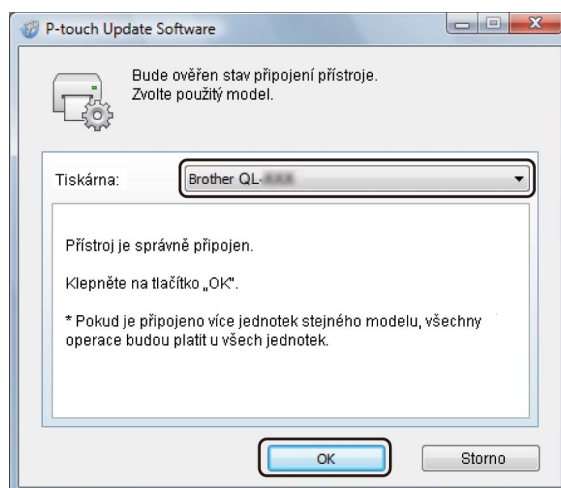 P-touch Update Software
Bude ověřen stav připojení přístroje.
Zvolte použitý model.
Tiskárna:
Brother QL-
Přístroj je správně připojen.
Klepněte na tlačítko „OK".
* Pokud je připojeno více jednotek stejného modelu, všechny
operace budou platit u všech jednotek.
OK
Storno